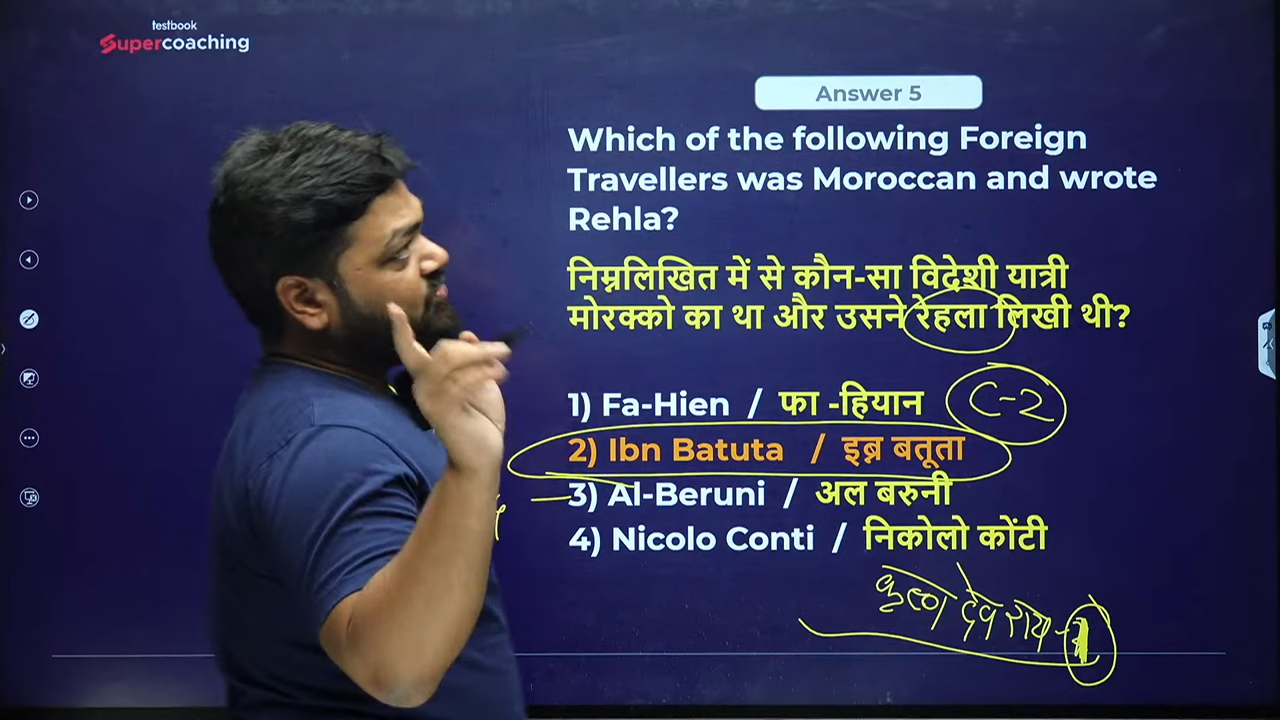 testbook
Supercoaching
Answer 5
Which of the following Foreign
Travellers was Moroccan and wrote
Rehla?
निम्नलिखित में से कौन-सा विदेशी यात्री
मोरक्को का था और उसने रेहला लिखी थी?
1) Fa-Hien / फा -हियान C-2
2) Ibn Batuta / इब्न बतूता
3) Al-Beruni / अल बरुनी
4) Nicolo Conti / निकोलो कोंटी
कृष्ण देव राय -